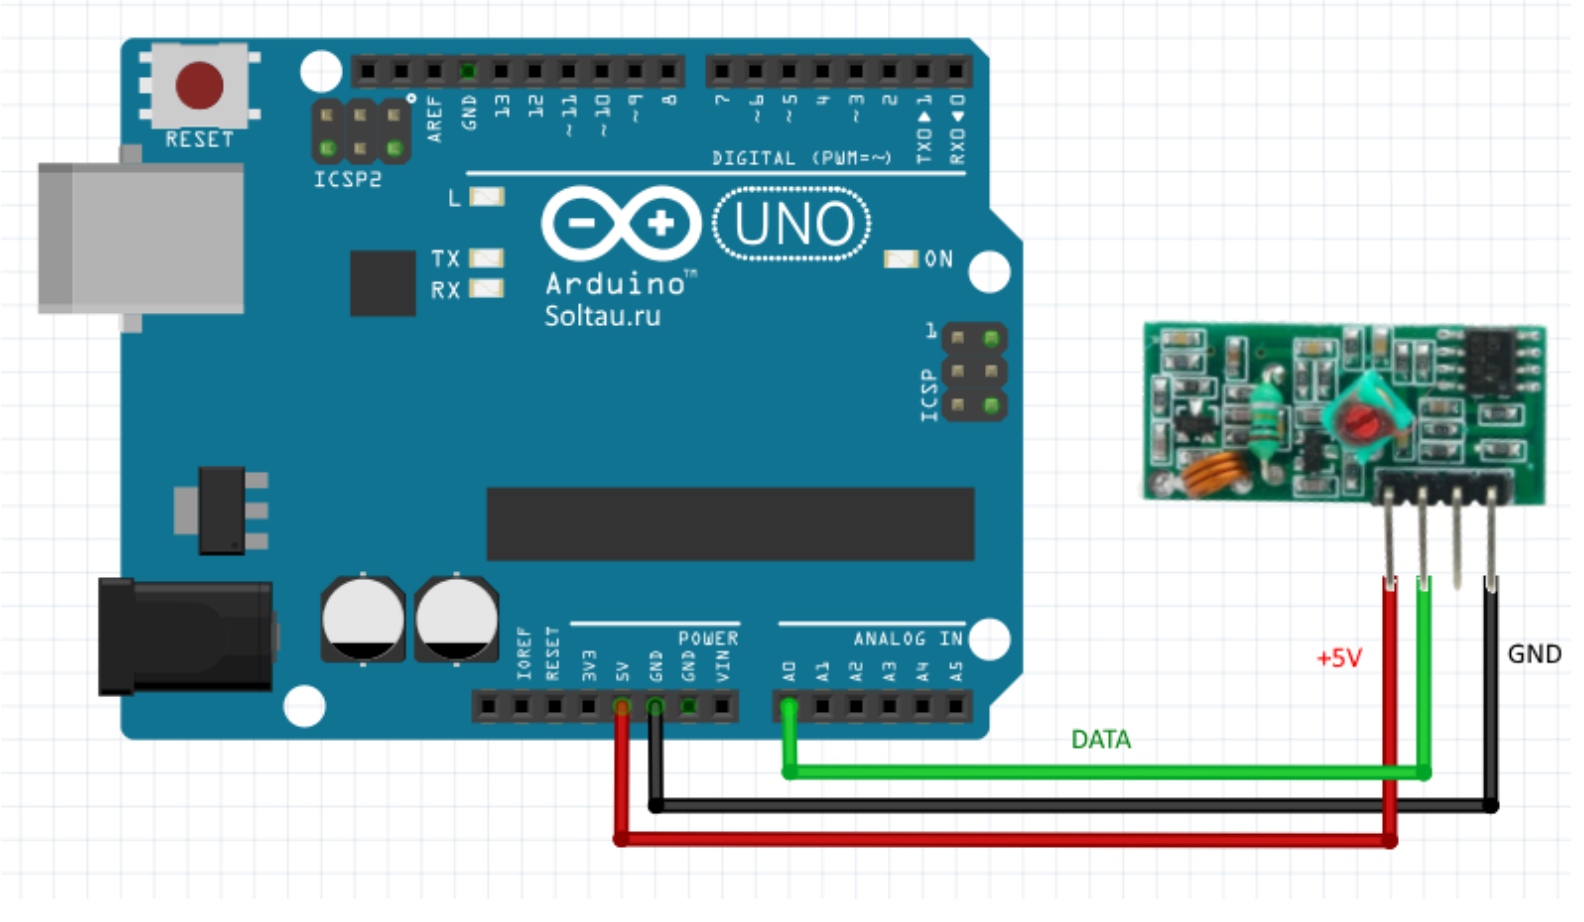 RESET
ICSP2
AREF
GND
13
12
~11
~10
~9
8
7
~6
~5
4
~3
2
TX0▶1
RX0◀0
DIGITAL (PWM=~)
L
TX
RX
UNO
ON
Arduino™
Soltau.ru
1
ICSP
POWER
ANALOG IN
IOREF
RESET
3V3
5V
GND
GND
VIN
A0
A1
A2
A3
A4
A5
+5V
GND
DATA